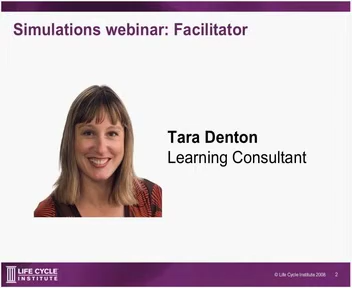 Simulations webinar: Facilitator
Tara Denton
Learning Consultant
LIFE CYCLE
INSTITUTE
© Life Cycle Institute 2008 2